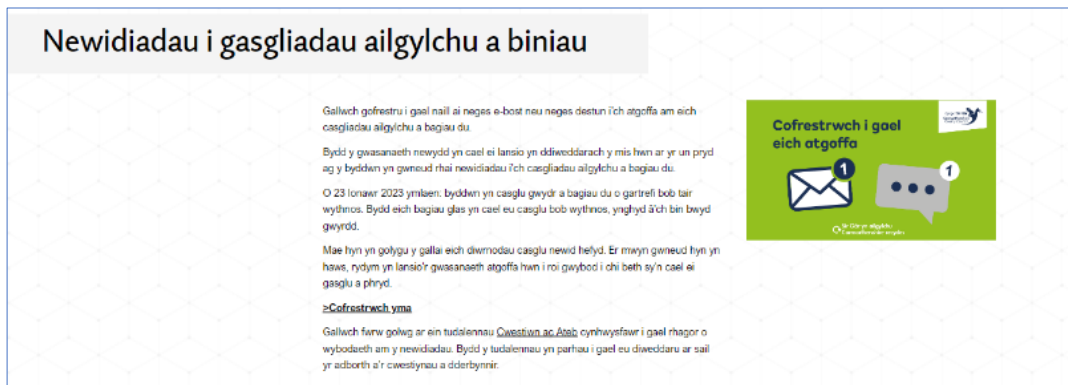 Newidiadau i gasgliadau ailgylchu a biniau
Gallwch gofrestru i gael naill ai neges e-bost neu neges destun i'ch atgoffa am eich
casgliadau ailgylchu a bagiau du.
Bydd y gwasanaeth newydd yn cael ei lansio yn ddiweddarach y mis hwn ar yr un pryd
ag y byddwn yn gwneud rhai newidiadau i'ch casgliadau ailgylchu a bagiau du.
O 23 Ionawr 2023 ymlaen: byddwn yn casglu gwydr a bagiau du o gartrefi bob tair
wythnos. Bydd eich bagiau glas yn cael eu casglu bob wythnos, ynghyd â'ch bin bwyd
gwyrdd.
Mae hyn yn golygu y gallai eich diwrnodau casglu newid hefyd. Er mwyn gwneud hyn yn
haws, rydym yn lansio'r gwasanaeth atgoffa hwn i roi gwybod i chi beth sy'n cael ei
gasglu a phryd.
>Cofrestrwch yma
Gallwch fwrw golwg ar ein tudalennau Cwestiwn ac Ateb cynhwysfawr i gael rhagor o
wybodaeth am y newidiadau. Bydd y tudalennau yn parhau i gael eu diweddaru ar sail
yr adborth a'r cwestiynau a dderbynnir.
Cofrestrwch i gael
eich atgoffa
1
1